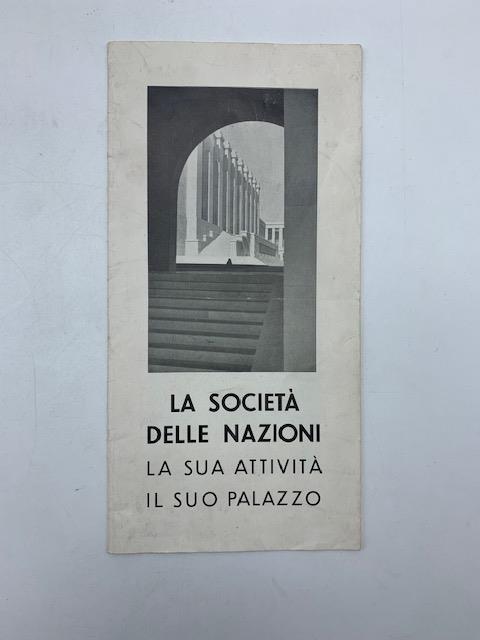 LA SOCIETÀ
DELLE NAZIONI
LA SUA ATTIVITÀ
IL SUO PALAZZO